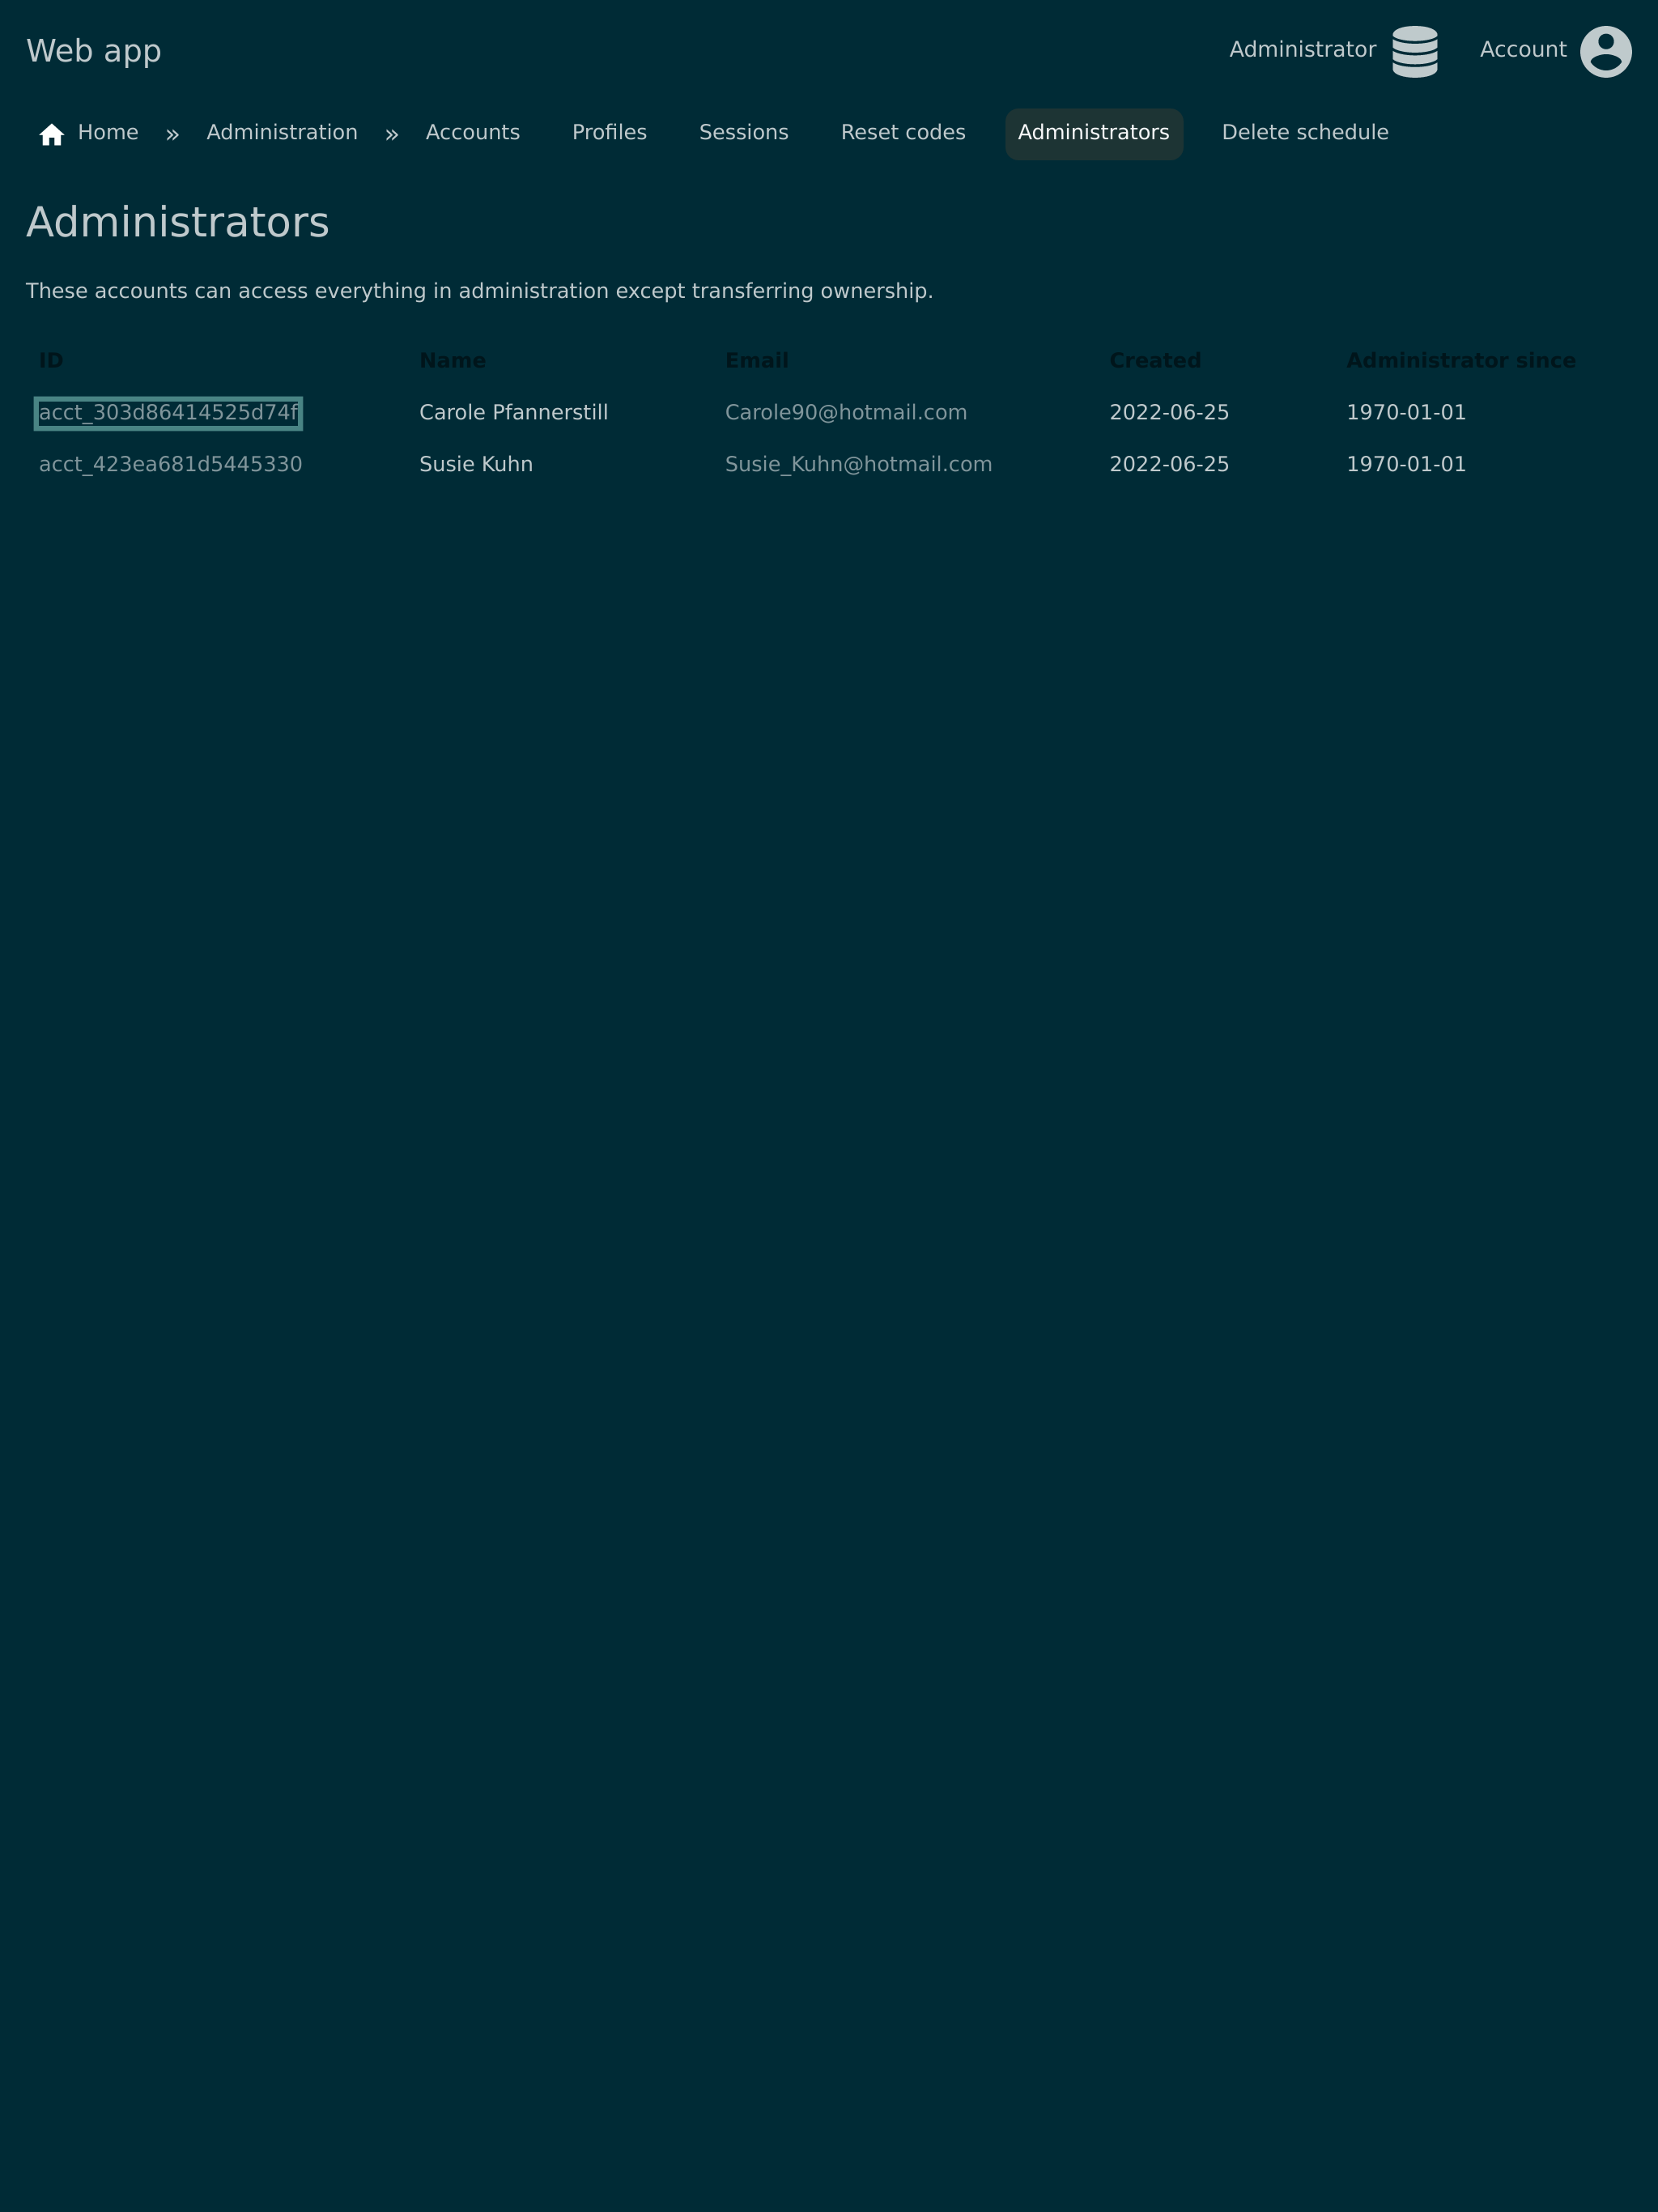 Web app
Administrator Account
Home » Administration » Accounts Profiles Sessions Reset codes Administrators Delete schedule
Administrators
These accounts can access everything in administration except transferring ownership.
ID Name Email Created Administrator since
acct_303d86414525d74f Carole Pfannerstill Carole90@hotmail.com 2022-06-25 1970-01-01
acct_423ea681d5445330 Susie Kuhn Susie_Kuhn@hotmail.com 2022-06-25 1970-01-01